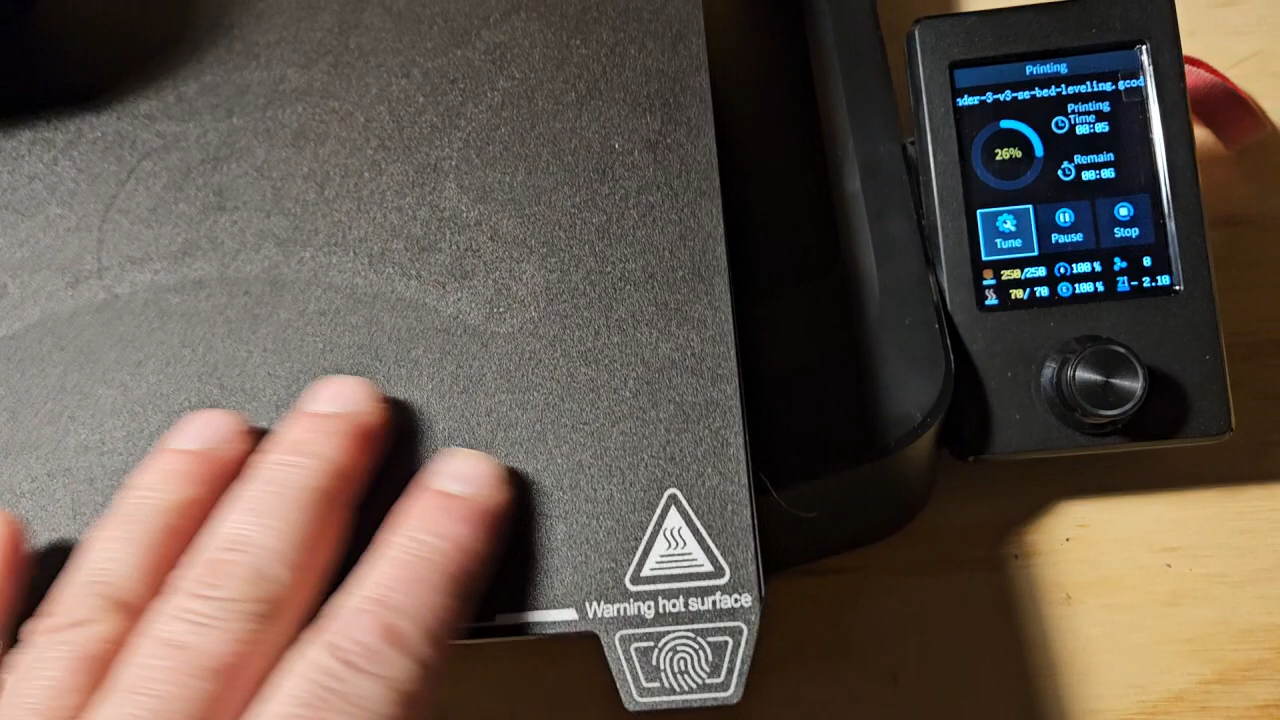 Printing
nder-3-v3-se-bed-leveling.gcod
Printing
Time
00:05
26%
Remain
00:06
Tune
Pause
Stop
250/250
100 %
0
70/ 70
100 %
Z1- 2.10
Warning hot surface